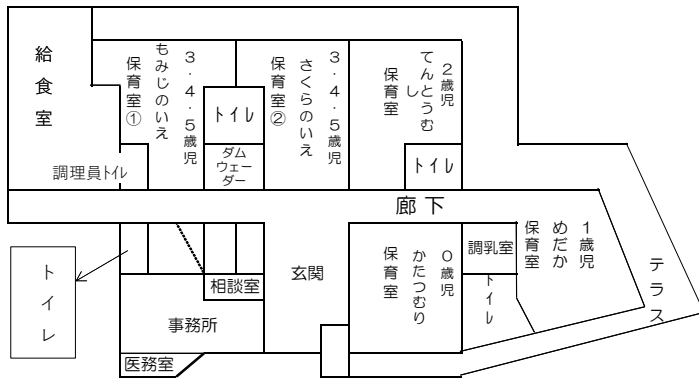 給食室
調理員ﾄｲﾚ
3・4・5歳児
もみじのいえ
保育室①
トイレ
ダム
ウェー
ダー
3・4・5歳児
さくらのいえ
保育室②
2歳児
てんとうむ
し
保育室
トイレ
廊下
トイレ
相談室
事務所
医務室
玄関
0歳児
かたつむり
保育室
調乳室
トイレ
1歳児
めだか
保育室
テラス